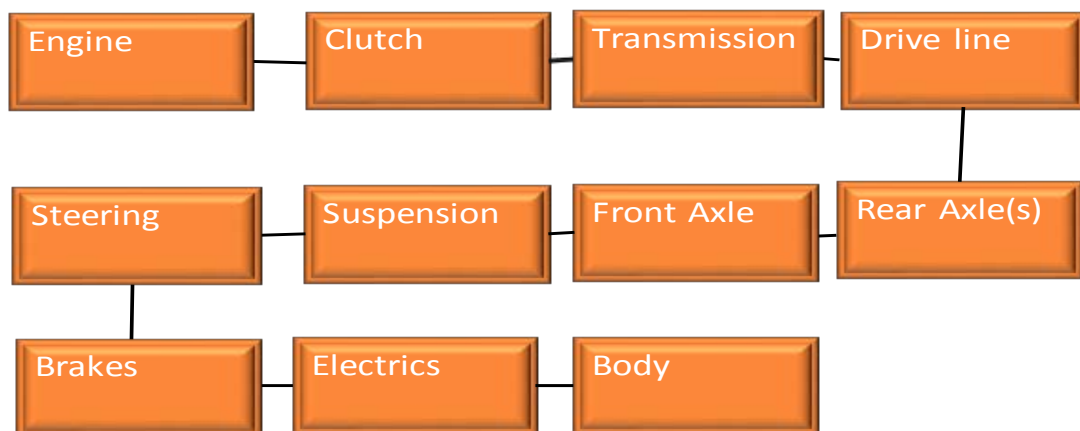 Engine
Clutch
Transmission
Drive line
Steering
Suspension
Front Axle
Rear Axle(s)
Brakes
Electrics
Body